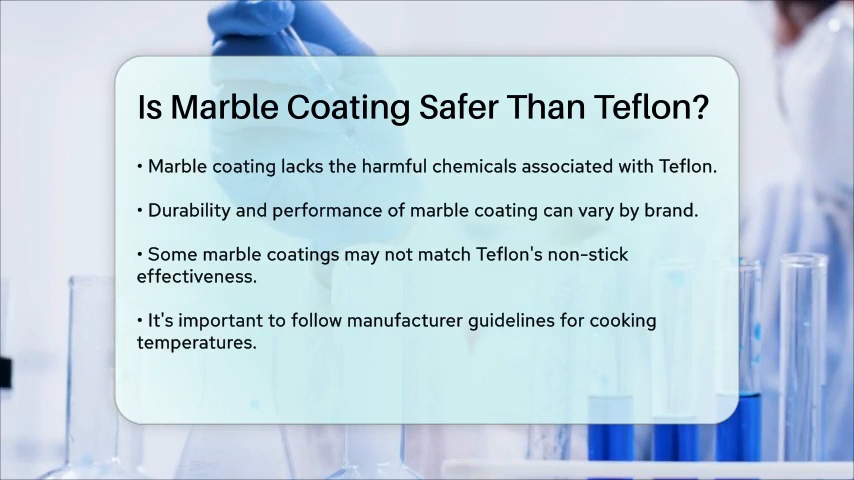 Is Marble Coating Safer Than Teflon?
• Marble coating lacks the harmful chemicals associated with Teflon.
• Durability and performance of marble coating can vary by brand.
• Some marble coatings may not match Teflon's non-stick
effectiveness.
• It's important to follow manufacturer guidelines for cooking
temperatures.